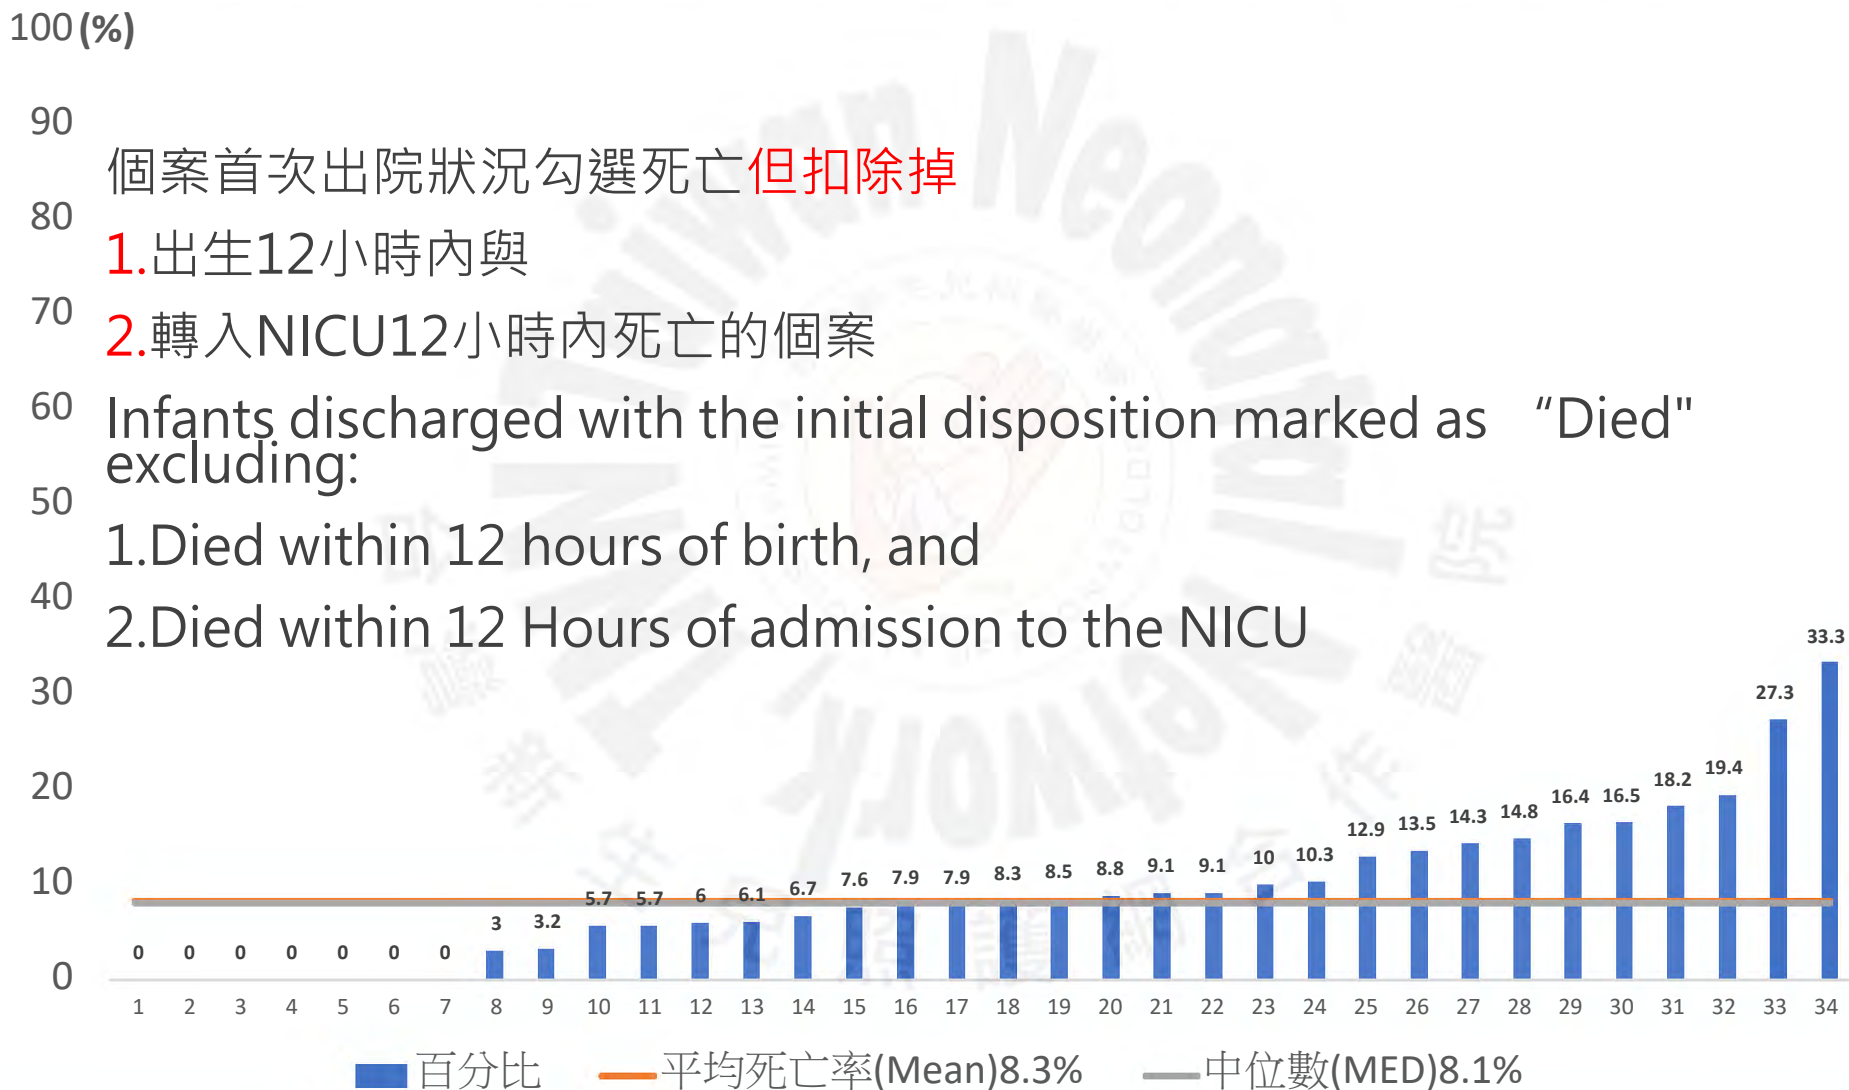 100 (%)
90
個案首次出院狀況勾選死亡但扣除掉
80
1.出生12小時內與
70
2.轉入NICU12小時內死亡的個案
60
Infants discharged with the initial disposition marked as “Died"
excluding:
50
1.Died within 12 hours of birth, and
40
2.Died within 12 Hours of admission to the NICU
30
20
10
0
0 0 0 0 0 0 0 3 3.2 5.7 5.7 6 6.1 6.7 7.6 7.9 7.9 8.3 8.5 8.8 9.1 9.1 10 10.3 12.9 13.5 14.3 14.8 16.4 16.5 18.2 19.4 27.3 33.3
1 2 3 4 5 6 7 8 9 10 11 12 13 14 15 16 17 18 19 20 21 22 23 24 25 26 27 28 29 30 31 32 33 34
百分比 平均死亡率(Mean)8.3% 中位數(MED)8.1%
Taiwan Neonatal Network